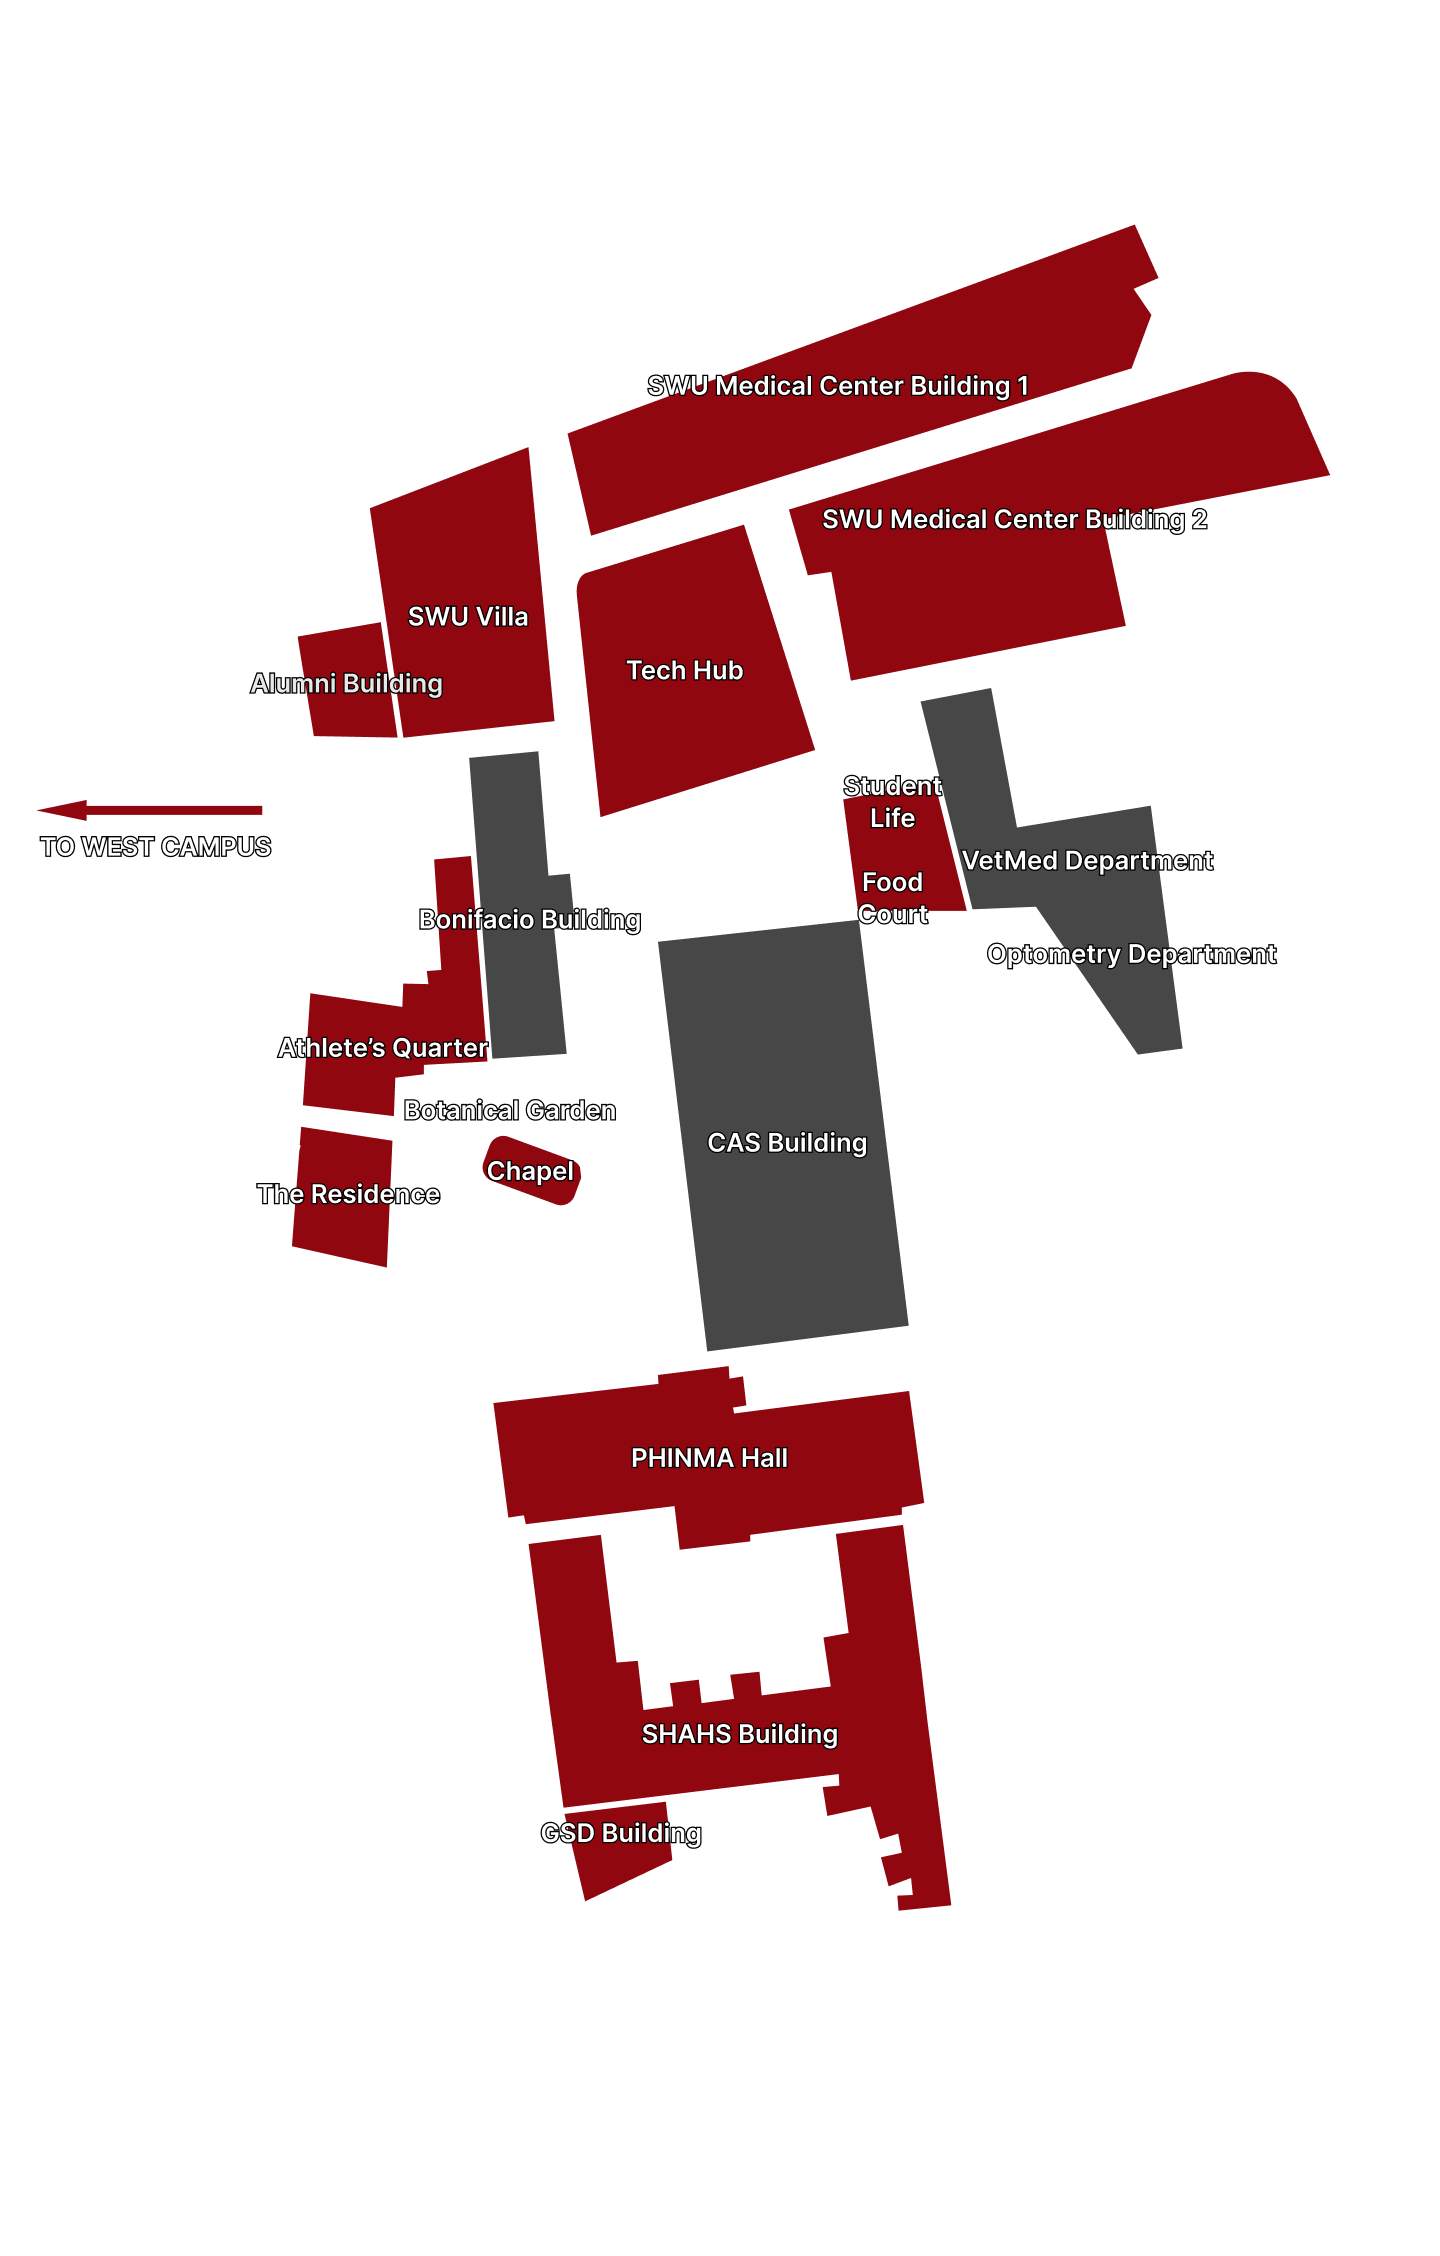 SWU Medical Center Building 1
SWU Medical Center Building 2
SWU Villa
Tech Hub
Alumni Building
Student
Life
TO WEST CAMPUS
VetMed Department
Food
Court
Bonifacio Building
Optometry Department
Athlete’s Quarter
Botanical Garden
CAS Building
Chapel
The Residence
PHINMA Hall
SHAHS Building
GSD Building